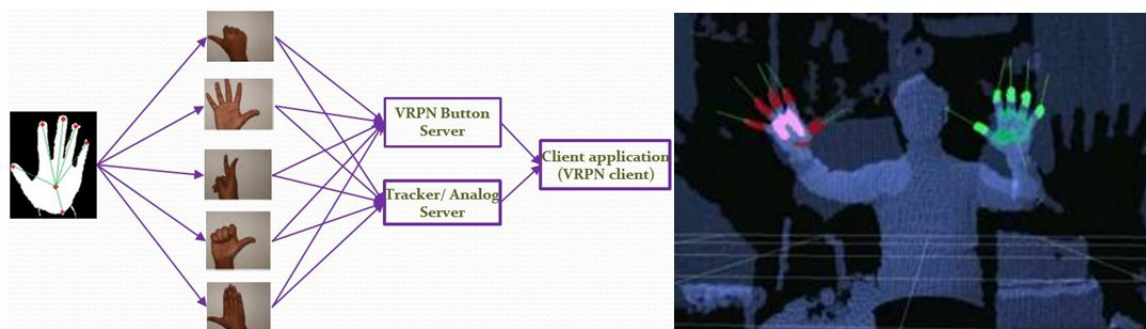 VRPN Button
Server
Tracker/ Analog
Server
Client application
(VRPN client)